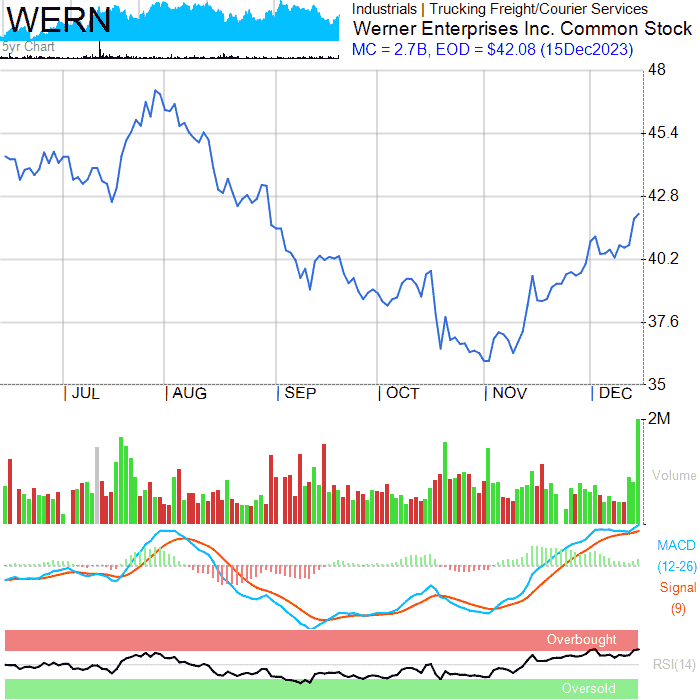 WERN
5yr Chart
Industrials | Trucking Freight/Courier Services
Werner Enterprises Inc. Common Stock
MC = 2.7B, EOD = $42.08 (15Dec2023)
48
45.4
42.8
40.2
37.6
35
| JUL | AUG | SEP | OCT | NOV | DEC
2M
Volume
MACD
(12-26)
Signal
(9)
Overbought
RSI(14)
Oversold